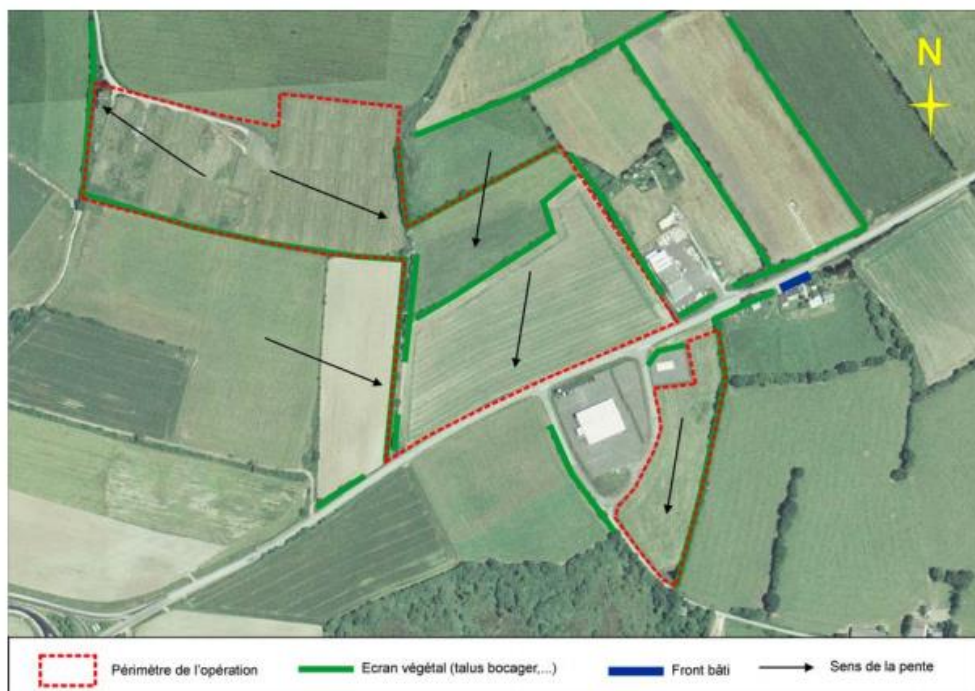 N
Périmètre de l'opération
Ecran végétal (talus bocager,...)
Front bâti
Sens de la pente